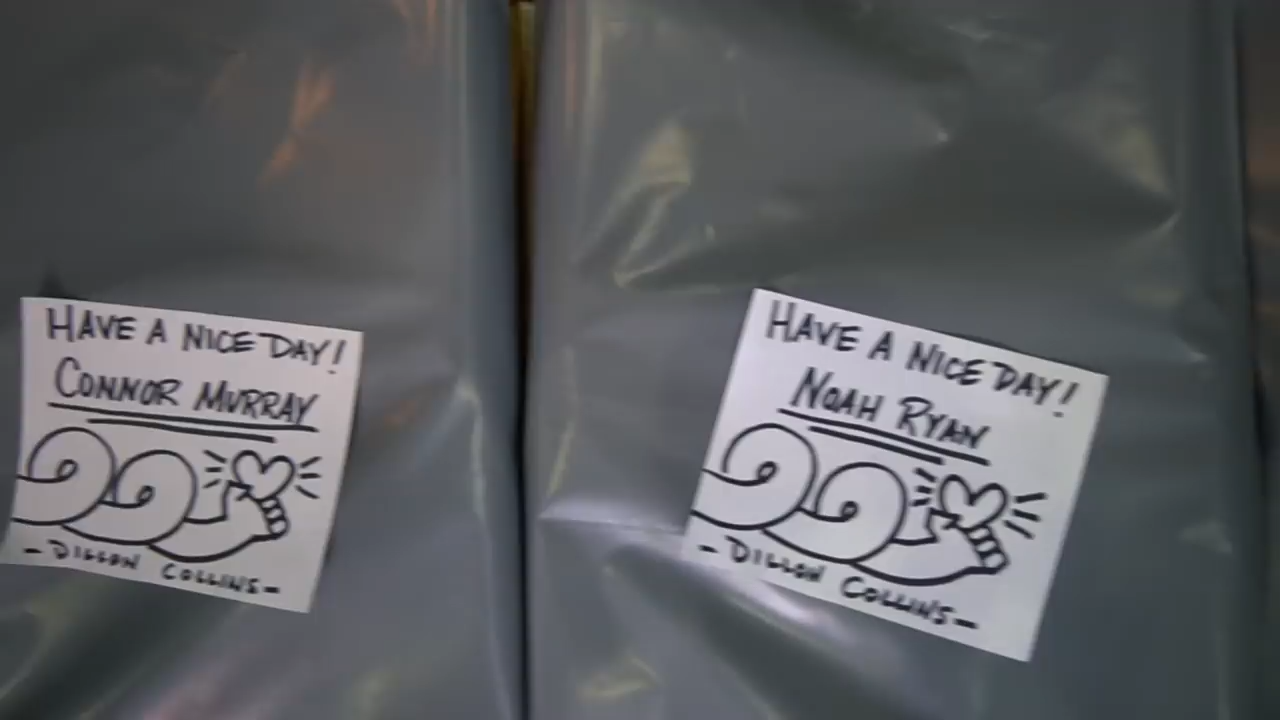 HAVE A NICE DAY!
CONNOR MURRAY
- DILLON COLLINS -
HAVE A NICE DAY!
NOAH RYAN
- DILLON COLLINS -